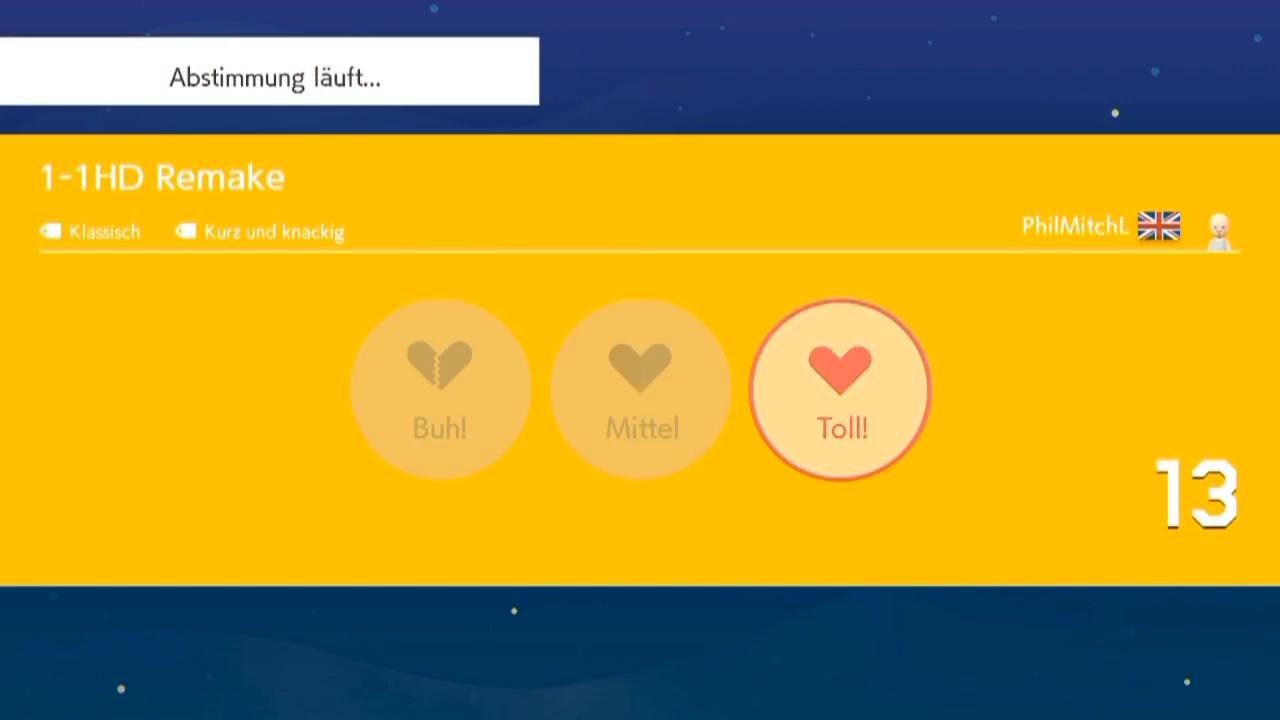 Abstimmung läuft...
1-1HD Remake
Klassisch Kurz und knackig
PhilMitchL
Buh! Mittel Toll!
13